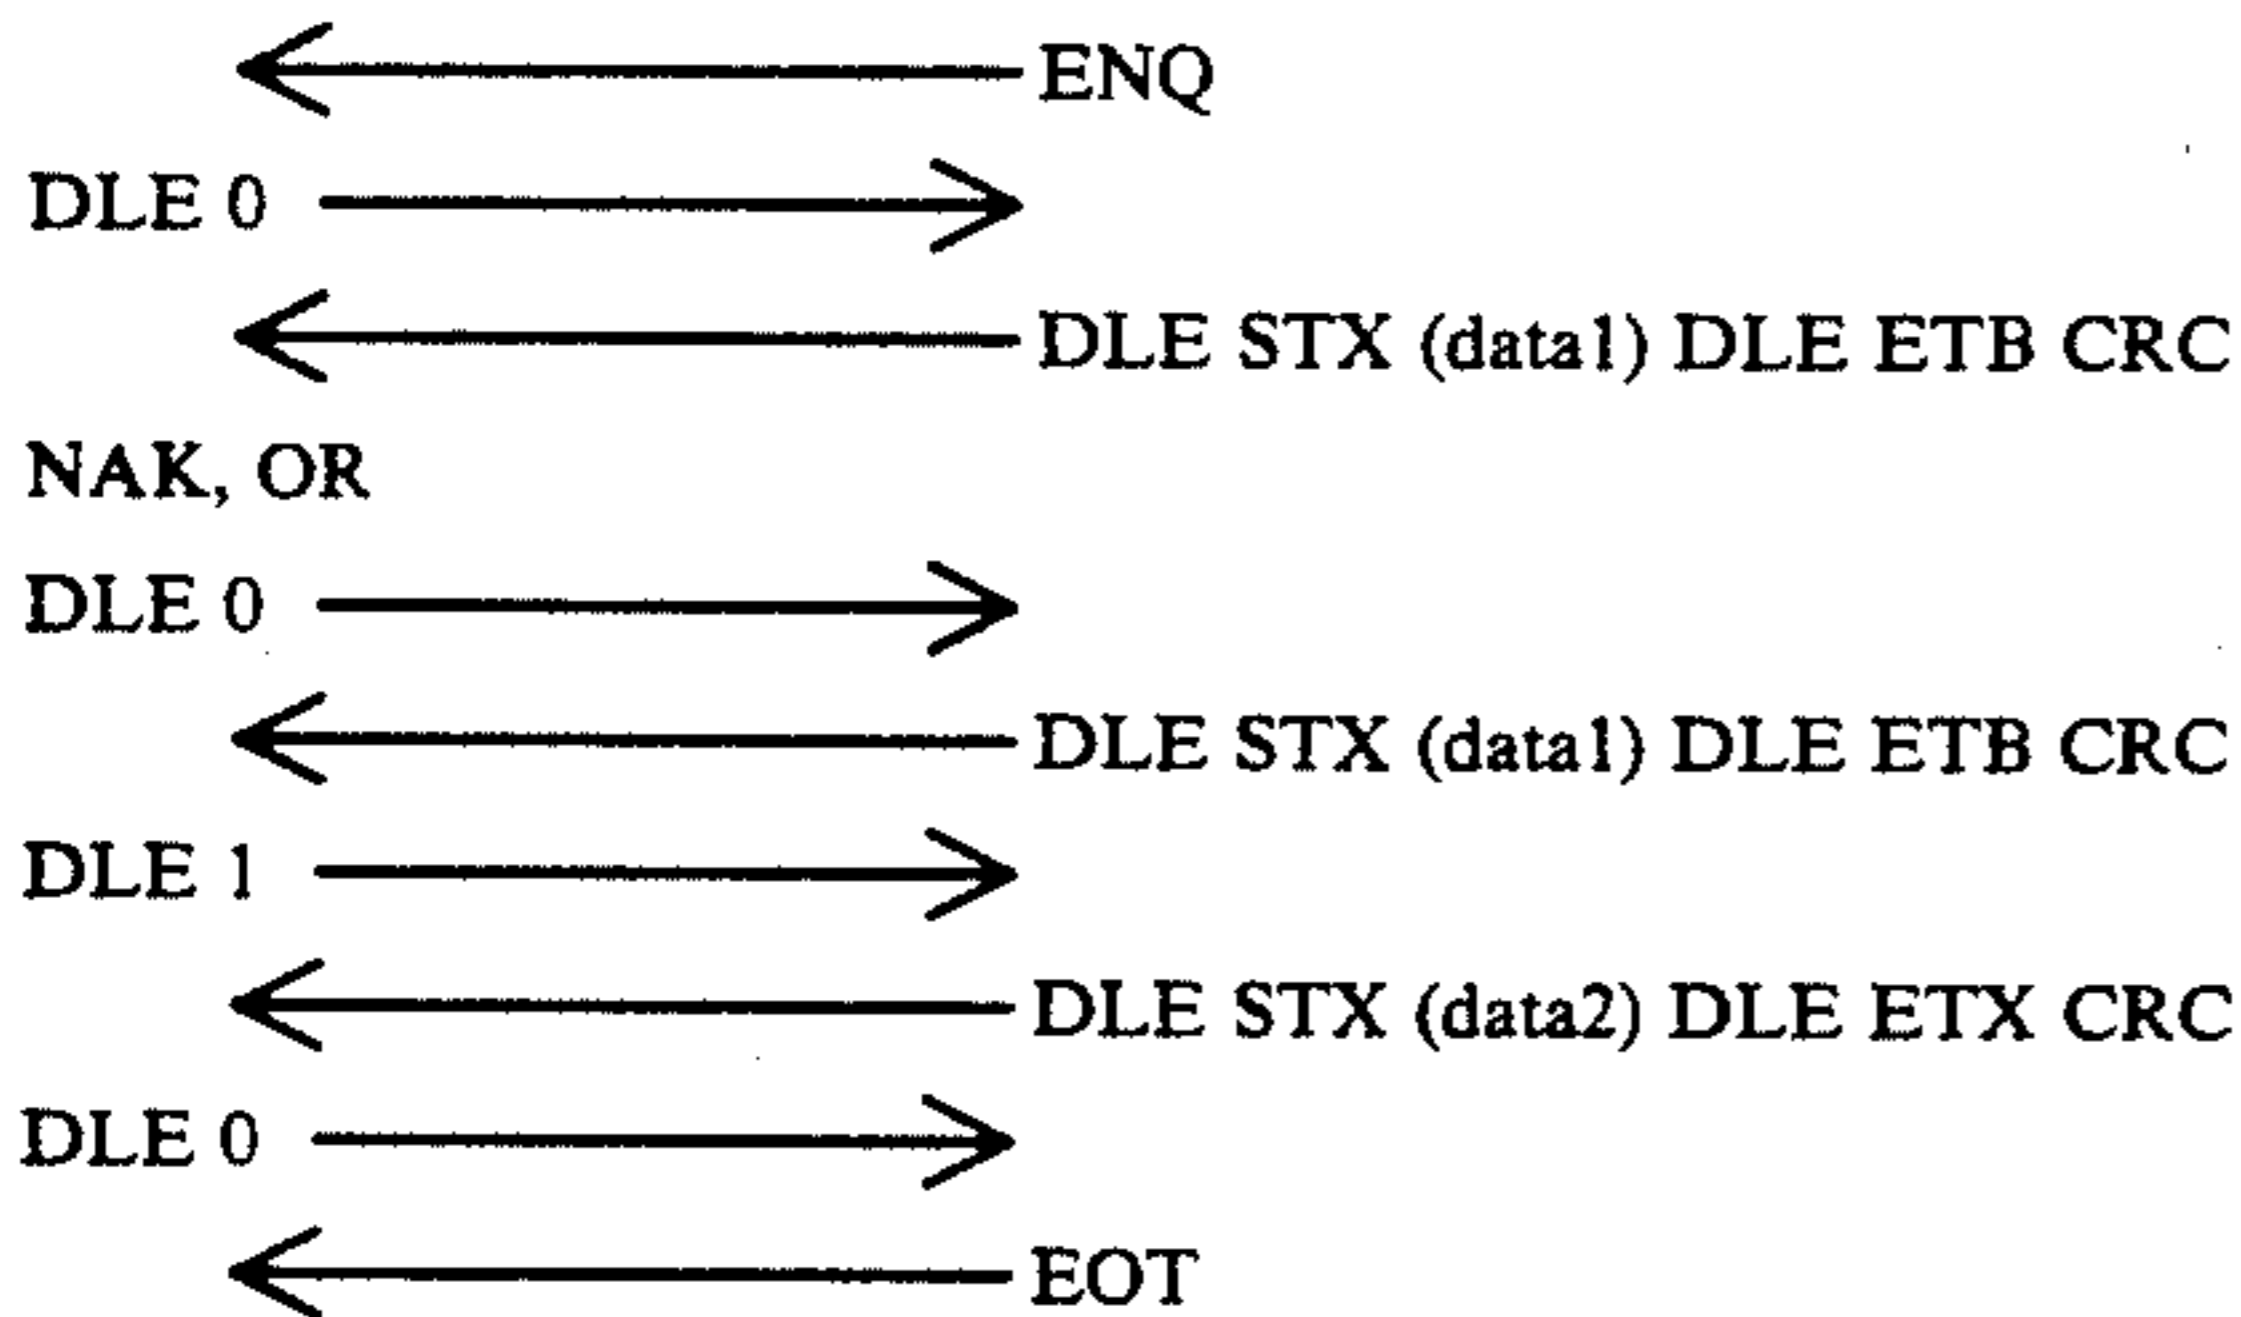 ENQ
DLE 0
DLE STX (data1) DLE ETB CRC
NAK, OR
DLE 0
DLE STX (data1) DLE ETB CRC
DLE 1
DLE STX (data2) DLE ETX CRC
DLE 0
EOT